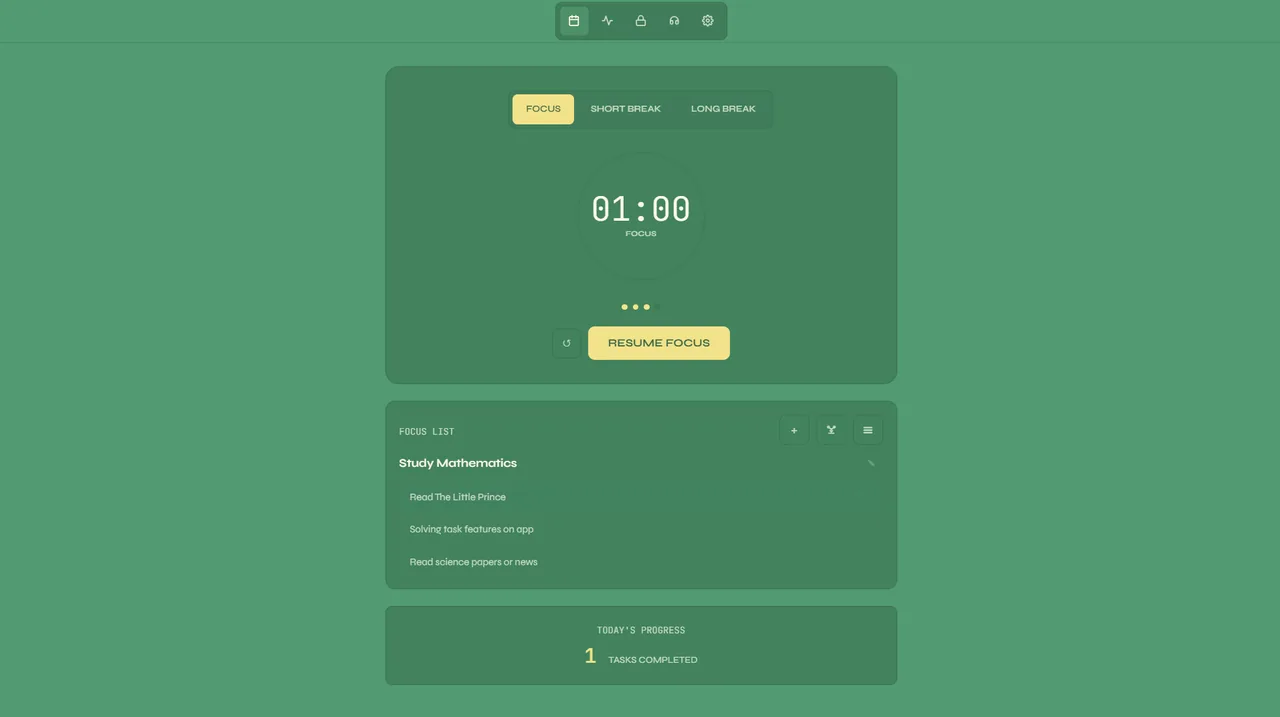 FOCUS SHORT BREAK LONG BREAK
01:00
FOCUS
RESUME FOCUS
FOCUS LIST
Study Mathematics
Read The Little Prince
Solving task features on app
Read science papers or news
TODAY'S PROGRESS
1 TASKS COMPLETED